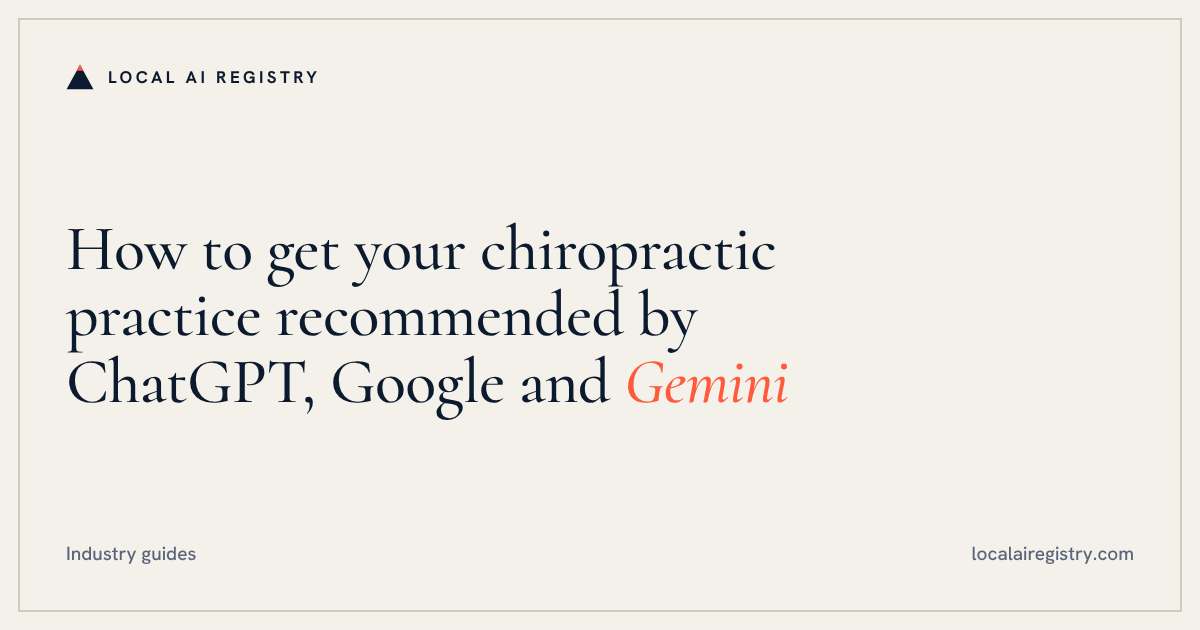 LOCAL AI REGISTRY
How to get your chiropractic
practice recommended by
ChatGPT, Google and Gemini
Industry guides
localairegistry.com